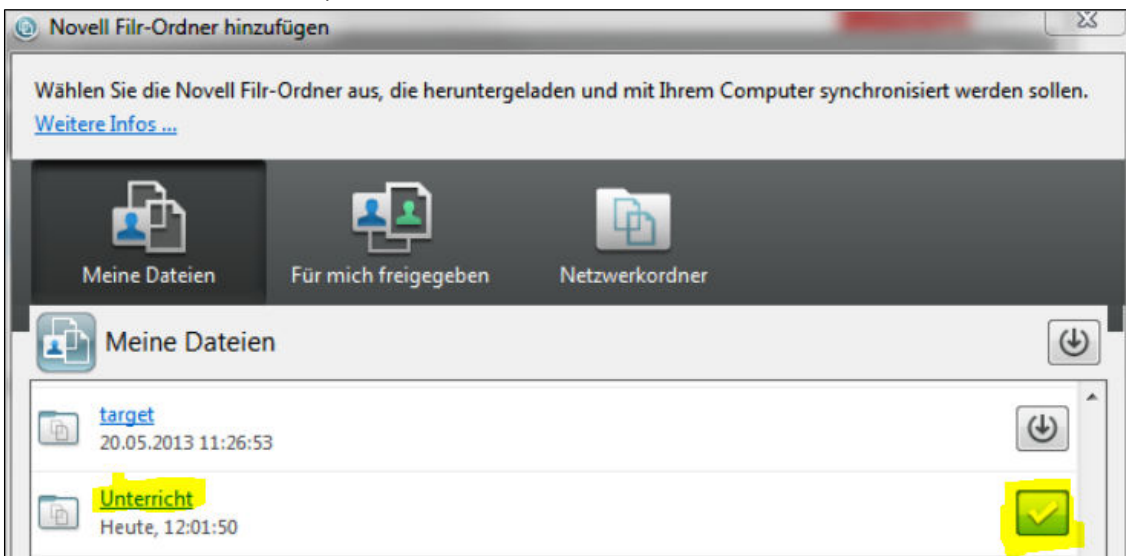 Novell Filr-Ordner hinzufügen
Wählen Sie die Novell Filr-Ordner aus, die heruntergeladen und mit Ihrem Computer synchronisiert werden sollen.
Weitere Infos ...
Meine Dateien
Für mich freigegeben
Netzwerkordner
Meine Dateien
target
20.05.2013 11:26:53
Unterricht
Heute, 12:01:50